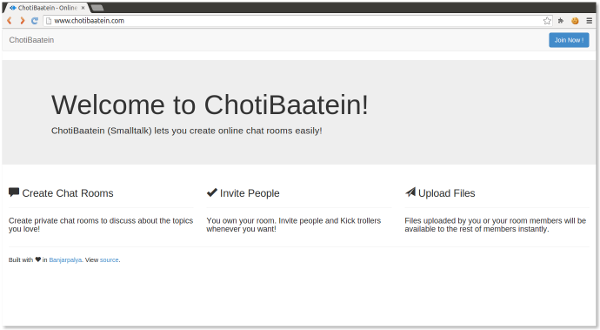 ChotiBaatein - Online
www.chotibaatein.com
ChotiBaatein
Join Now !
Welcome to ChotiBaatein!
ChotiBaatein (Smalltalk) lets you create online chat rooms easily!
Create Chat Rooms
Create private chat rooms to discuss about the topics
you love!
Invite People
You own your room. Invite people and Kick trollers
whenever you want!
Upload Files
Files uploaded by you or your room members will be
available to the rest of members instantly.
Built with ❤ in Banjarpalya. View source.